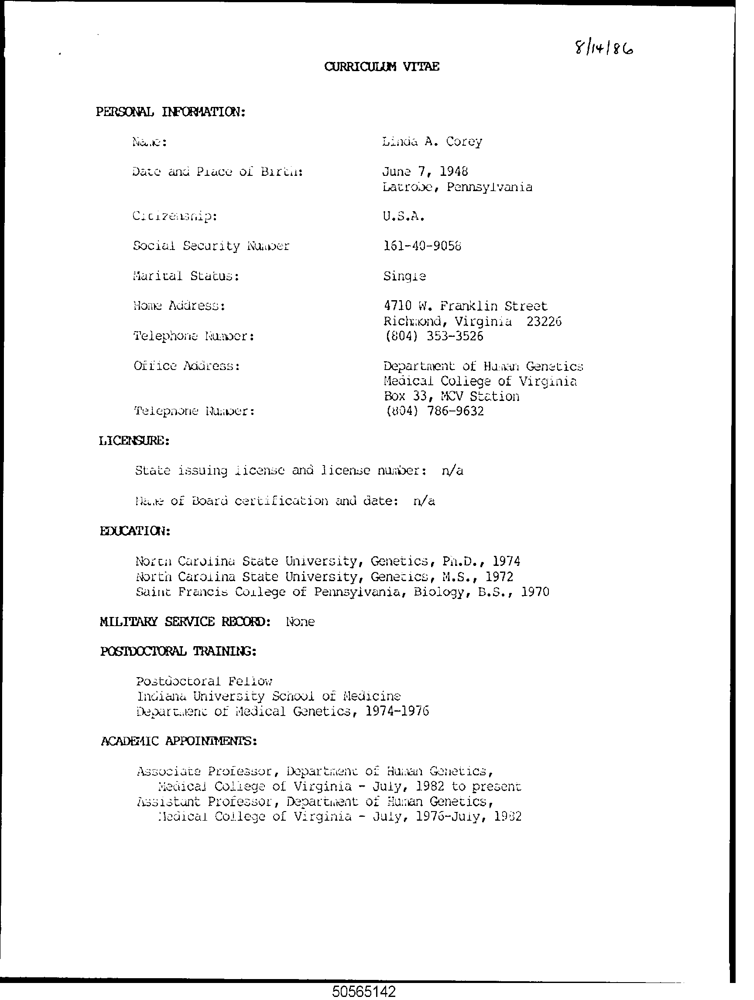 8/14/86
CURRICULUM VITAE
PERSONAL INFORMATION:
Name: Linda A. Corey
Date and Place of Birth: June 7, 1948
Latrobe, Pennsylvania
Citizenship: U.S.A.
Social Security Number 161-40-9058
Marital Status: Single
Home Address: 4710 W. Franklin Street
Richmond, Virginia 23226
Telephone Number: (804) 353-3526
Office Address: Department of Human Genetics
Medical College of Virginia
Box 33, MCV Station
Telephone Number: (804) 786-9632
LICENSURE:
State issuing license and license number: n/a
Name of Board certification and date: n/a
EDUCATION:
North Carolina State University, Genetics, Ph.D., 1974
North Carolina State University, Genetics, M.S., 1972
Saint Francis College of Pennsylvania, Biology, B.S., 1970
MILITARY SERVICE RECORD: None
POSTDOCTORAL TRAINING:
Postdoctoral Fellow
Indiana University School of Medicine
Department of Medical Genetics, 1974-1976
ACADEMIC APPOINTMENTS:
Associate Professor, Department of Human Genetics,
Medical College of Virginia - July, 1982 to present
Assistant Professor, Department of Human Genetics,
Medical College of Virginia - July, 1976-July, 1982
50565142